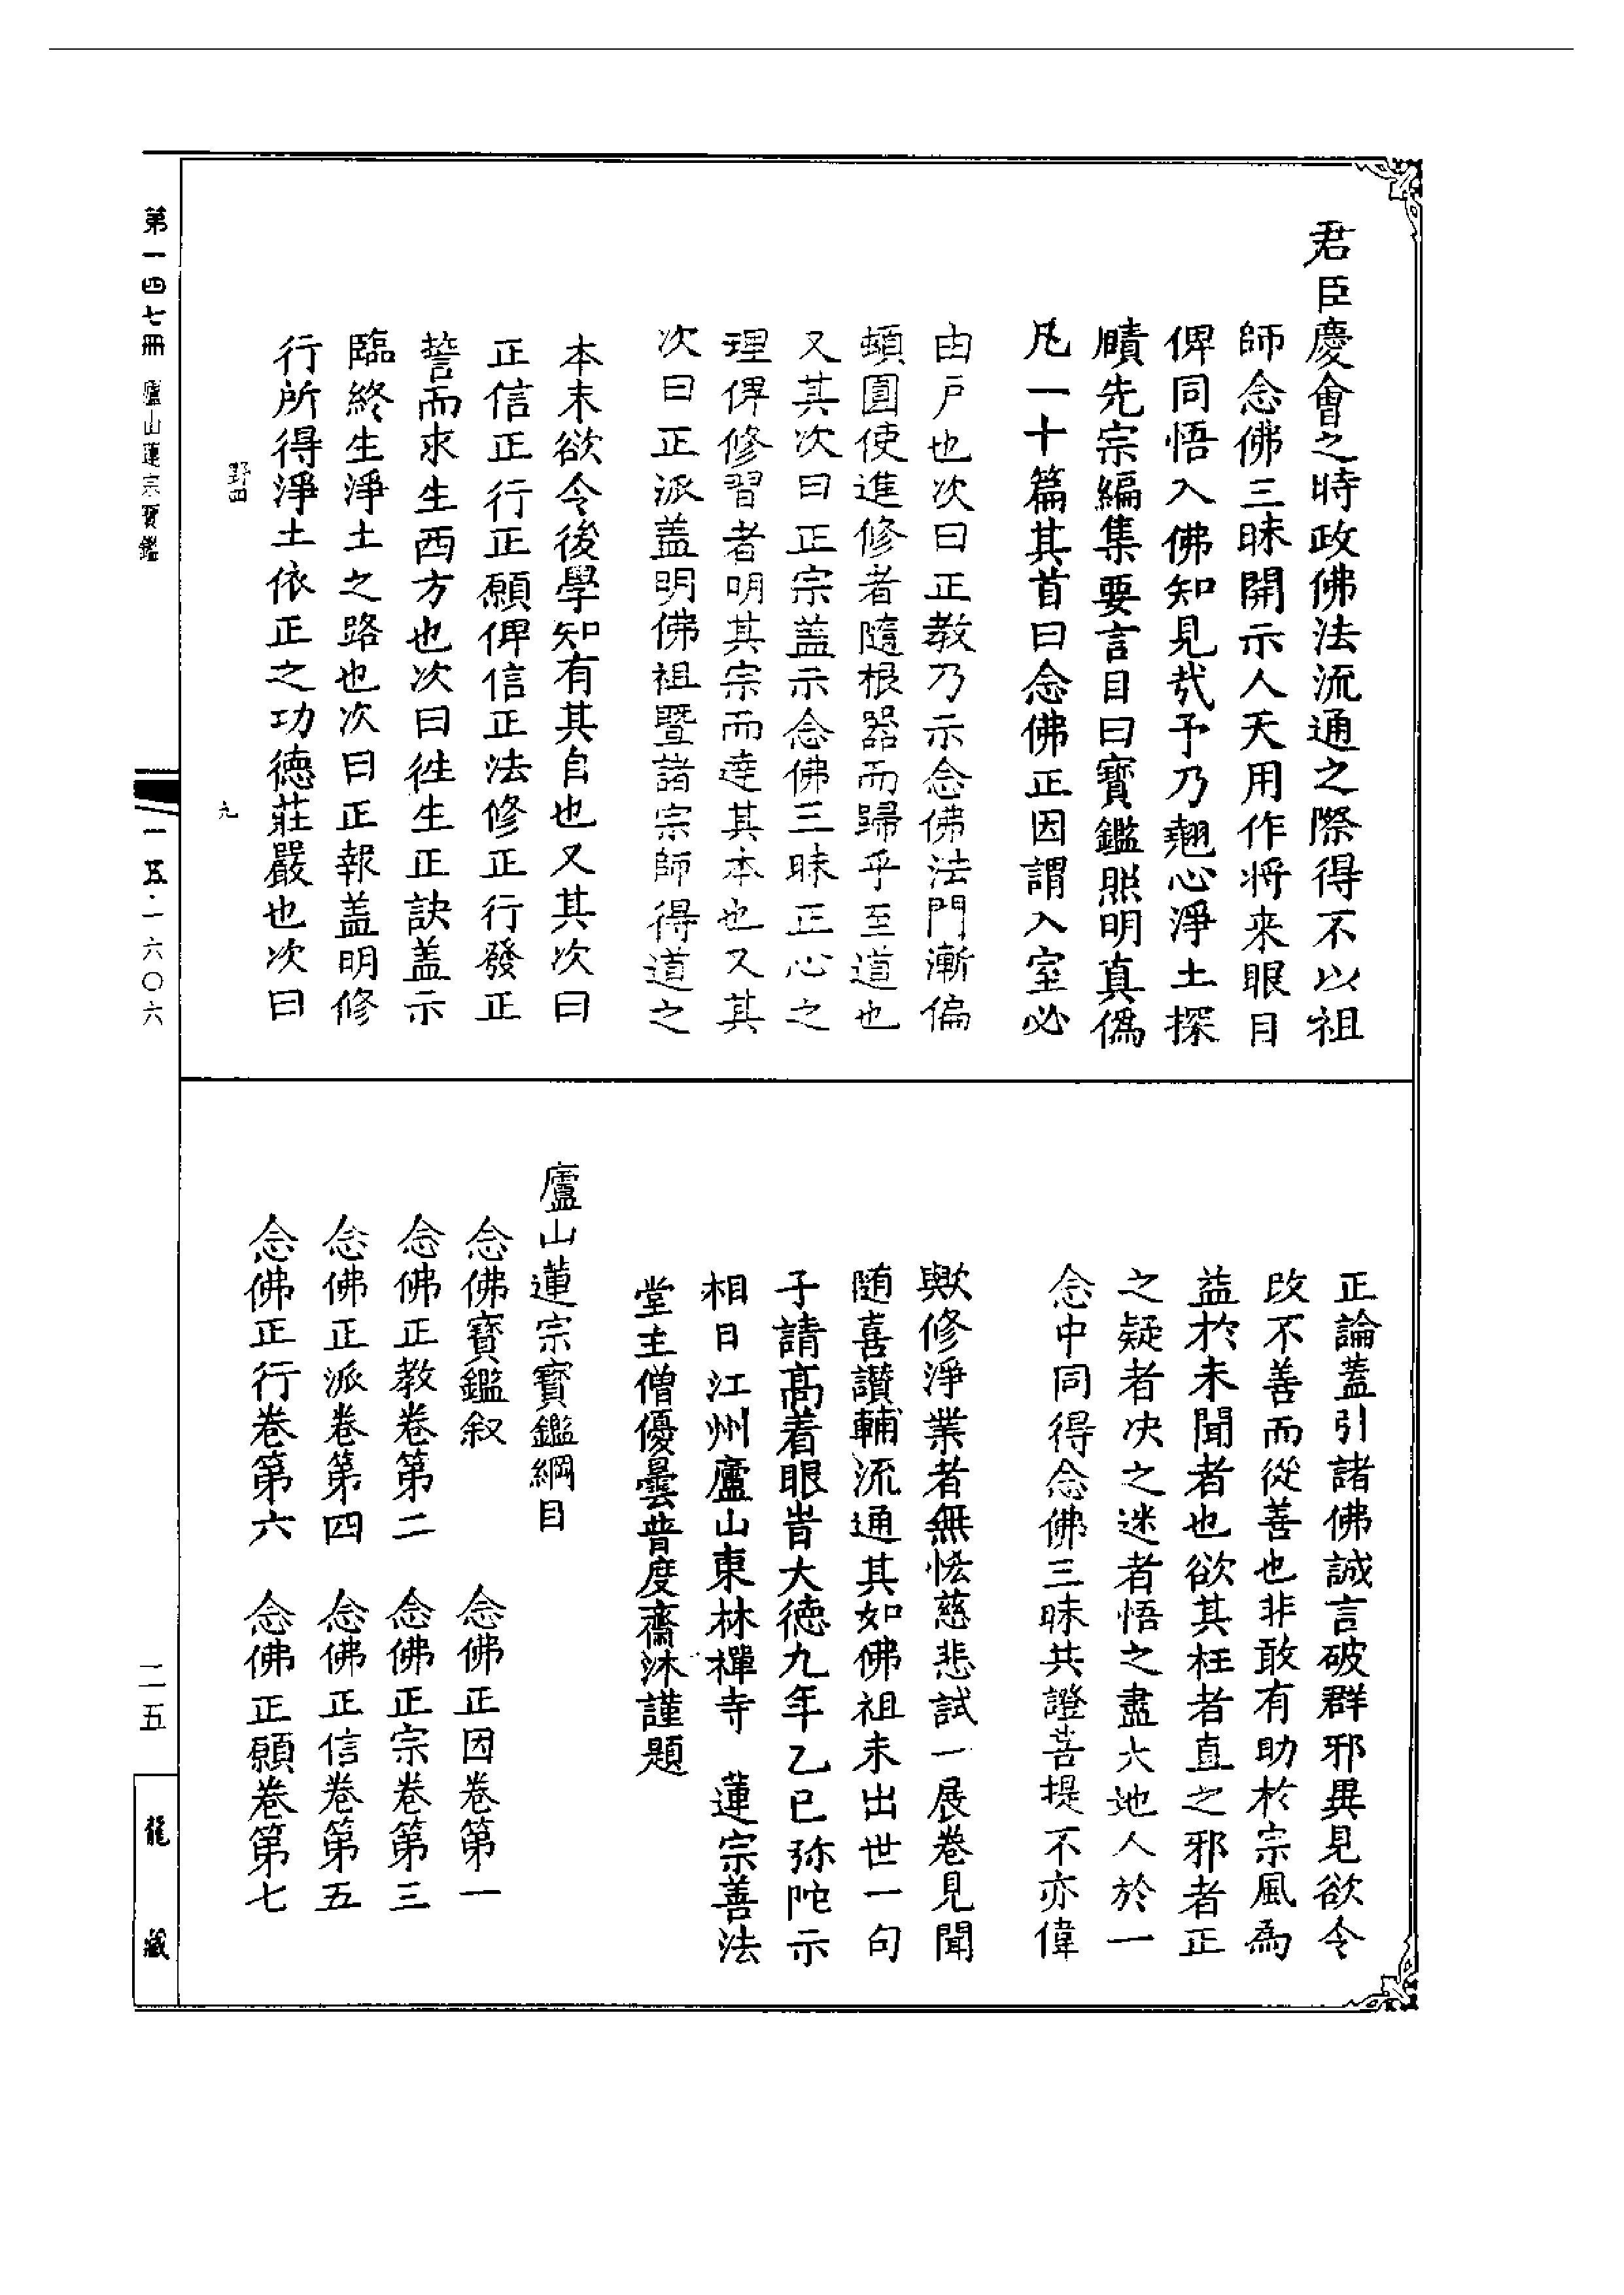 君臣慶會之時政佛法流通之際得不以祖
師念佛三昧開示人天用作将来眼目
俾同悟入佛知見㢤予乃翹心淨土探
賾先宗編集要言目曰寶鑑照明真僞
凡一十篇其首曰念佛正因謂入室必
由戶也次曰正教乃示念佛法門漸偏
頓圓使進修者隨根器而歸乎至道也
又其次曰正宗盖示念佛三昧正心之
理俾修習者明其宗而達其本也又其
次曰正派盖明佛祖暨諸宗師得道之
本末欲令後學知有其自也又其次曰
正信正行正願俾信正法修正行發正
誓而求生西方也次曰徃生正訣盖示
臨終生淨土之路也次曰正報盖明修
行所得淨土依正之功德莊嚴也次曰
野四
九
正論蓋引諸佛誠言破群邪異見欲令
改不善而從善也非敢有助於宗風為
益於未聞者也欲其枉者直之邪者正
之疑者决之迷者悟之盡大地人於一
念中同得念佛三昧共證菩提不亦偉
歟修淨業者無恡慈悲試一展卷見聞
随喜讃輔流通其如佛祖未出世一句
子請高着眼旹大德九年乙巳弥陀示
相日江州廬山東林禪寺　蓮宗善法
堂主僧優曇普度齋沐謹題
廬山蓮宗寶鑑綱目
念佛寶鑑叙　念佛正因卷第一
念佛正教卷第二　念佛正宗卷第三
念佛正派卷第四　念佛正信卷第五
念佛正行卷第六　念佛正願卷第七
第一四七冊　廬山蓮宗寶鑑
一五·一六〇六
二五
龍藏